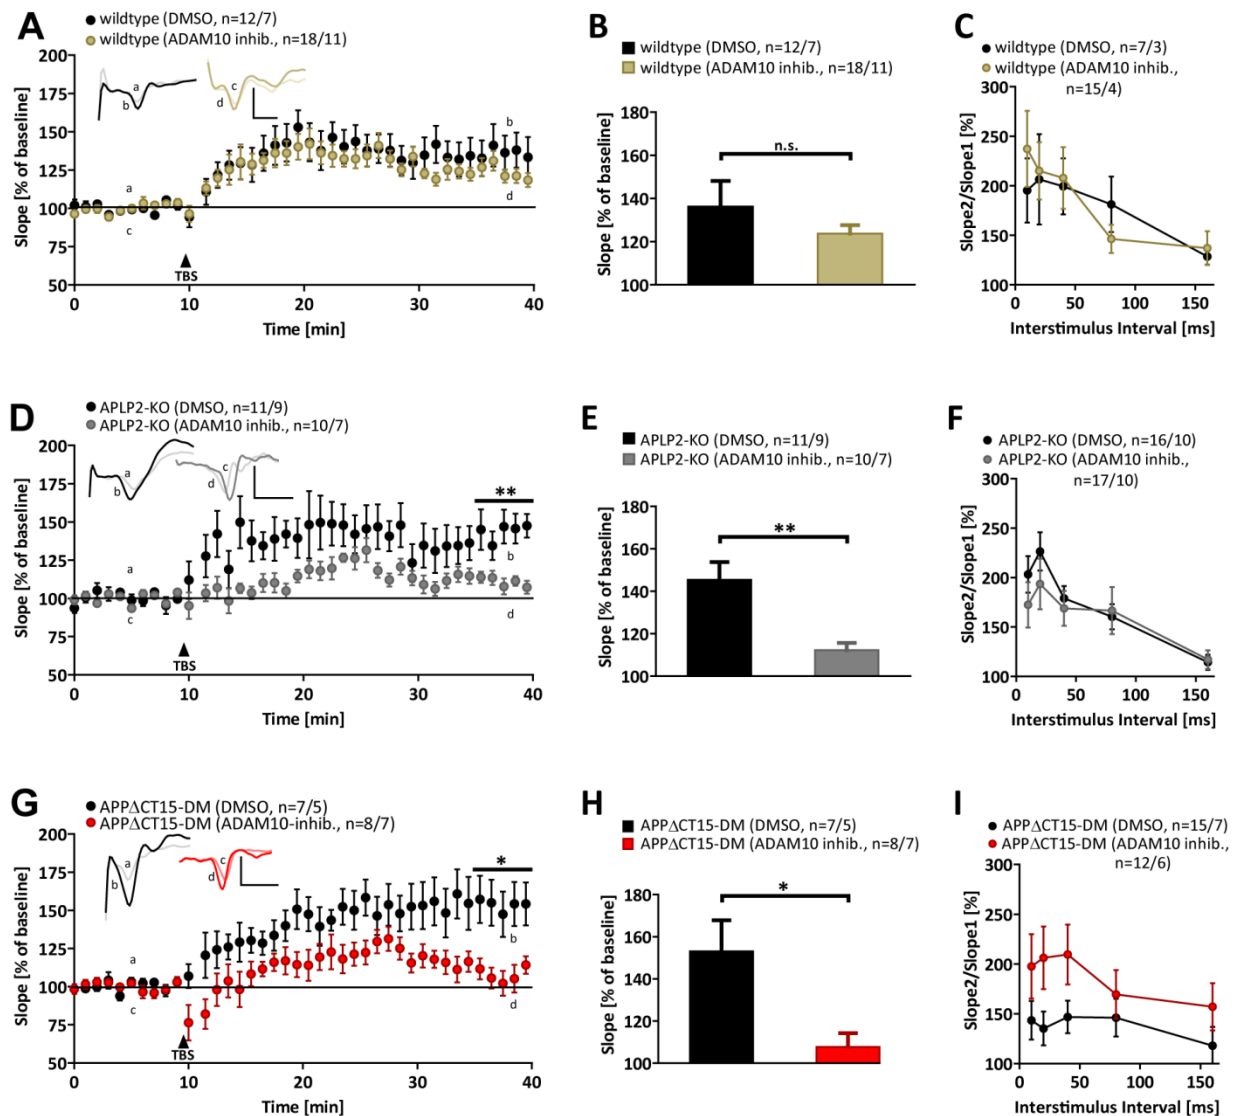 A
wildtype (DMSO, n=12/7)
wildtype (ADAM10 inhib., n=18/11)
Slope [% of baseline]
200
175
150
125
100
75
50
a
b
c
d
a
c
b
d
TBS
0
10
20
30
40
Time [min]
B
wildtype (DMSO, n=12/7)
wildtype (ADAM10 inhib., n=18/11)
Slope [% of baseline]
180
160
140
120
100
n.s.
C
wildtype (DMSO, n=7/3)
wildtype (ADAM10 inhib.,
n=15/4)
Slope2/Slope1 [%]
300
250
200
150
100
0
50
100
150
Interstimulus Interval [ms]
D
APLP2-KO (DMSO, n=11/9)
APLP2-KO (ADAM10 inhib., n=10/7)
Slope [% of baseline]
200
175
150
125
100
75
50
a
b
c
d
a
c
**
b
d
TBS
0
10
20
30
40
Time [min]
E
APLP2-KO (DMSO, n=11/9)
APLP2-KO (ADAM10 inhib., n=10/7)
Slope [% of baseline]
180
160
140
120
100
**
F
APLP2-KO (DMSO, n=16/10)
APLP2-KO (ADAM10 inhib.,
n=17/10)
Slope2/Slope1 [%]
300
250
200
150
100
0
50
100
150
Interstimulus Interval [ms]
G
APPΔCT15-DM (DMSO, n=7/5)
APPΔCT15-DM (ADAM10-inhib., n=8/7)
Slope [% of baseline]
200
175
150
125
100
75
50
a
b
c
d
a
c
*
b
d
TBS
0
10
20
30
40
Time [min]
H
APPΔCT15-DM (DMSO, n=7/5)
APPΔCT15-DM (ADAM10 inhib., n=8/7)
Slope [% of baseline]
180
160
140
120
100
*
I
APPΔCT15-DM (DMSO, n=15/7)
APPΔCT15-DM (ADAM10 inhib.,
n=12/6)
Slope2/Slope1 [%]
300
250
200
150
100
0
50
100
150
Interstimulus Interval [ms]